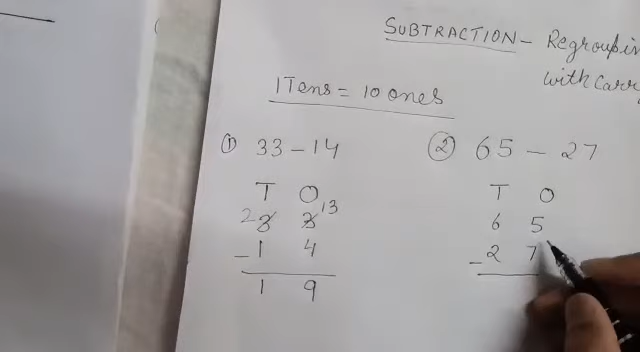 SUBTRACTION - Regroupin
with carr
1 Tens = 10 ones
① 33 - 14
T O
2 3 3 13
- 1 4
1 9
② 65 - 27
T O
6 5
- 2 7